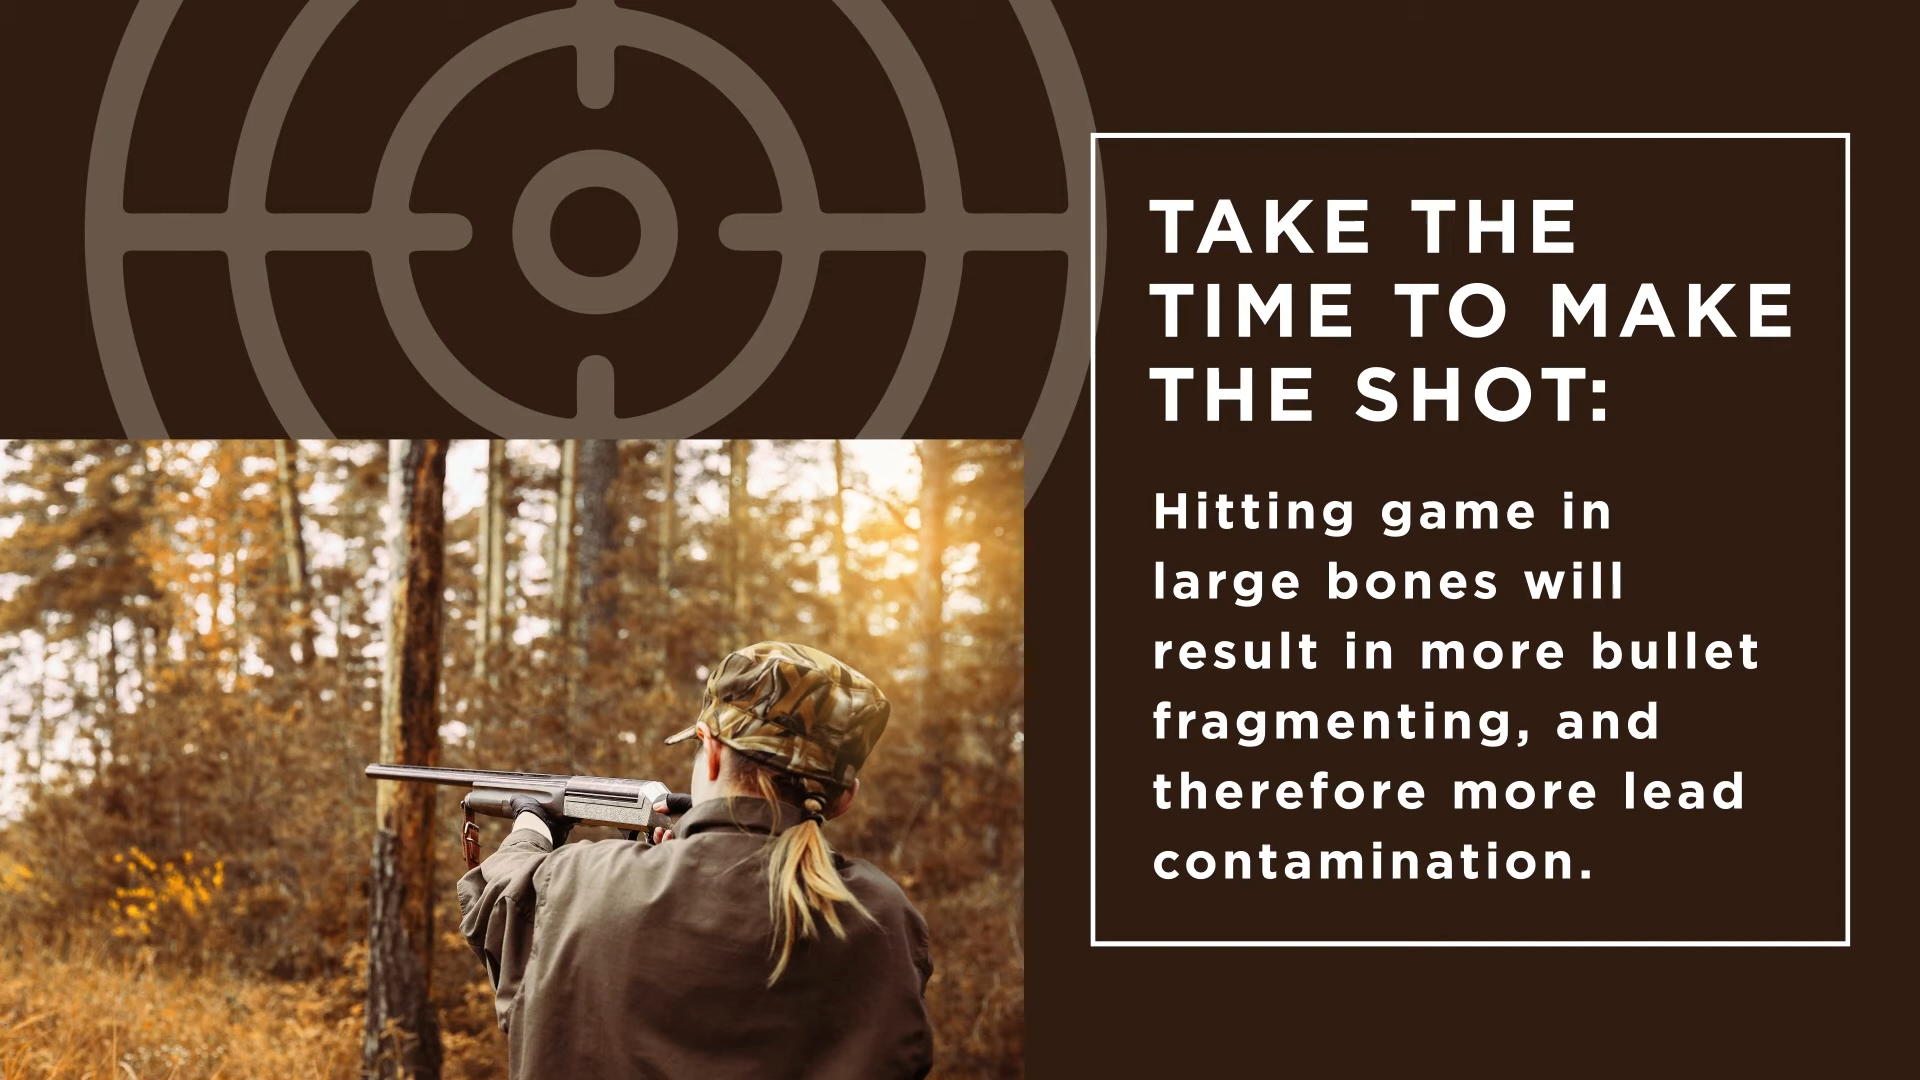 TAKE THE
TIME TO MAKE
THE SHOT:
Hitting game in
large bones will
result in more bullet
fragmenting, and
therefore more lead
contamination.